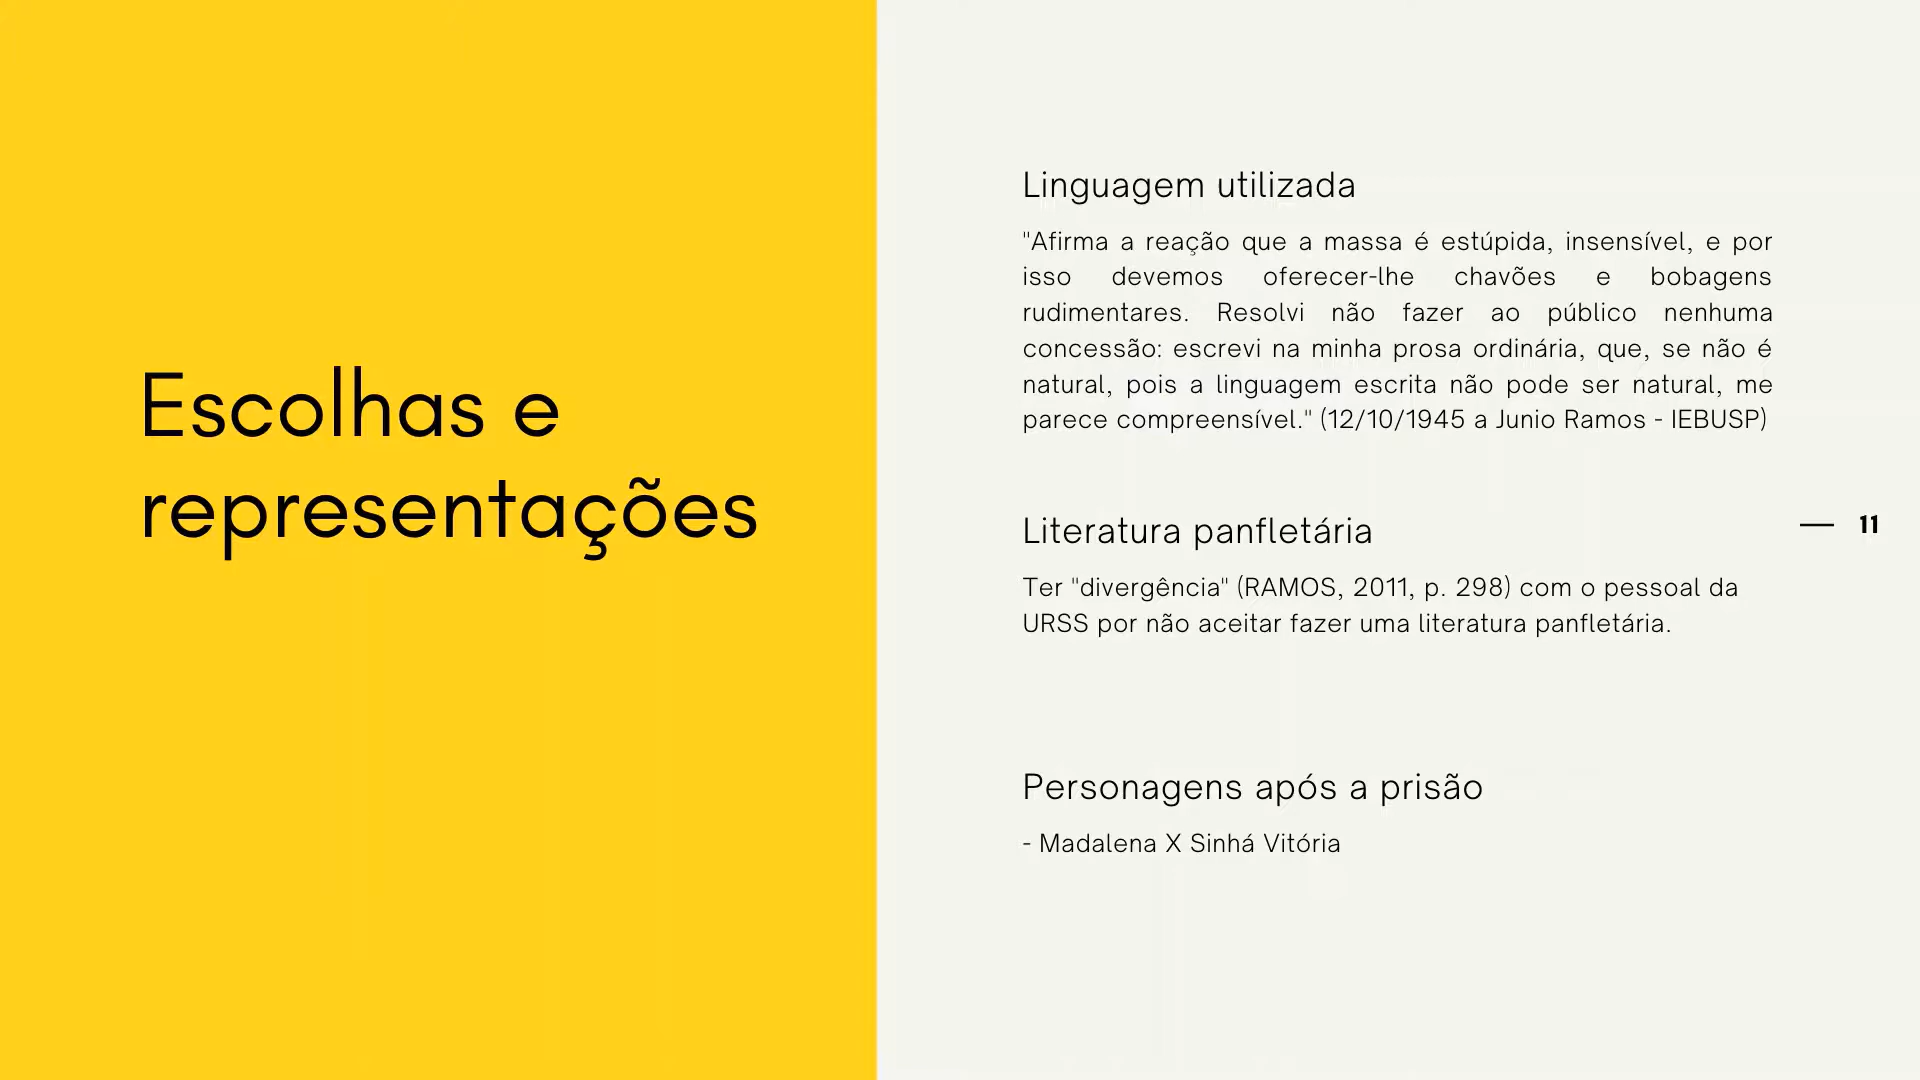 Escolhas e
representações
Linguagem utilizada
"Afirma a reação que a massa é estúpida, insensível, e por
isso devemos oferecer-lhe chavões e bobagens
rudimentares. Resolvi não fazer ao público nenhuma
concessão: escrevi na minha prosa ordinária, que, se não é
natural, pois a linguagem escrita não pode ser natural, me
parece compreensível." (12/10/1945 a Junio Ramos - IEBUSP)
Literatura panfletária
Ter "divergência" (RAMOS, 2011, p. 298) com o pessoal da
URSS por não aceitar fazer uma literatura panfletária.
Personagens após a prisão
- Madalena X Sinhá Vitória
— 11